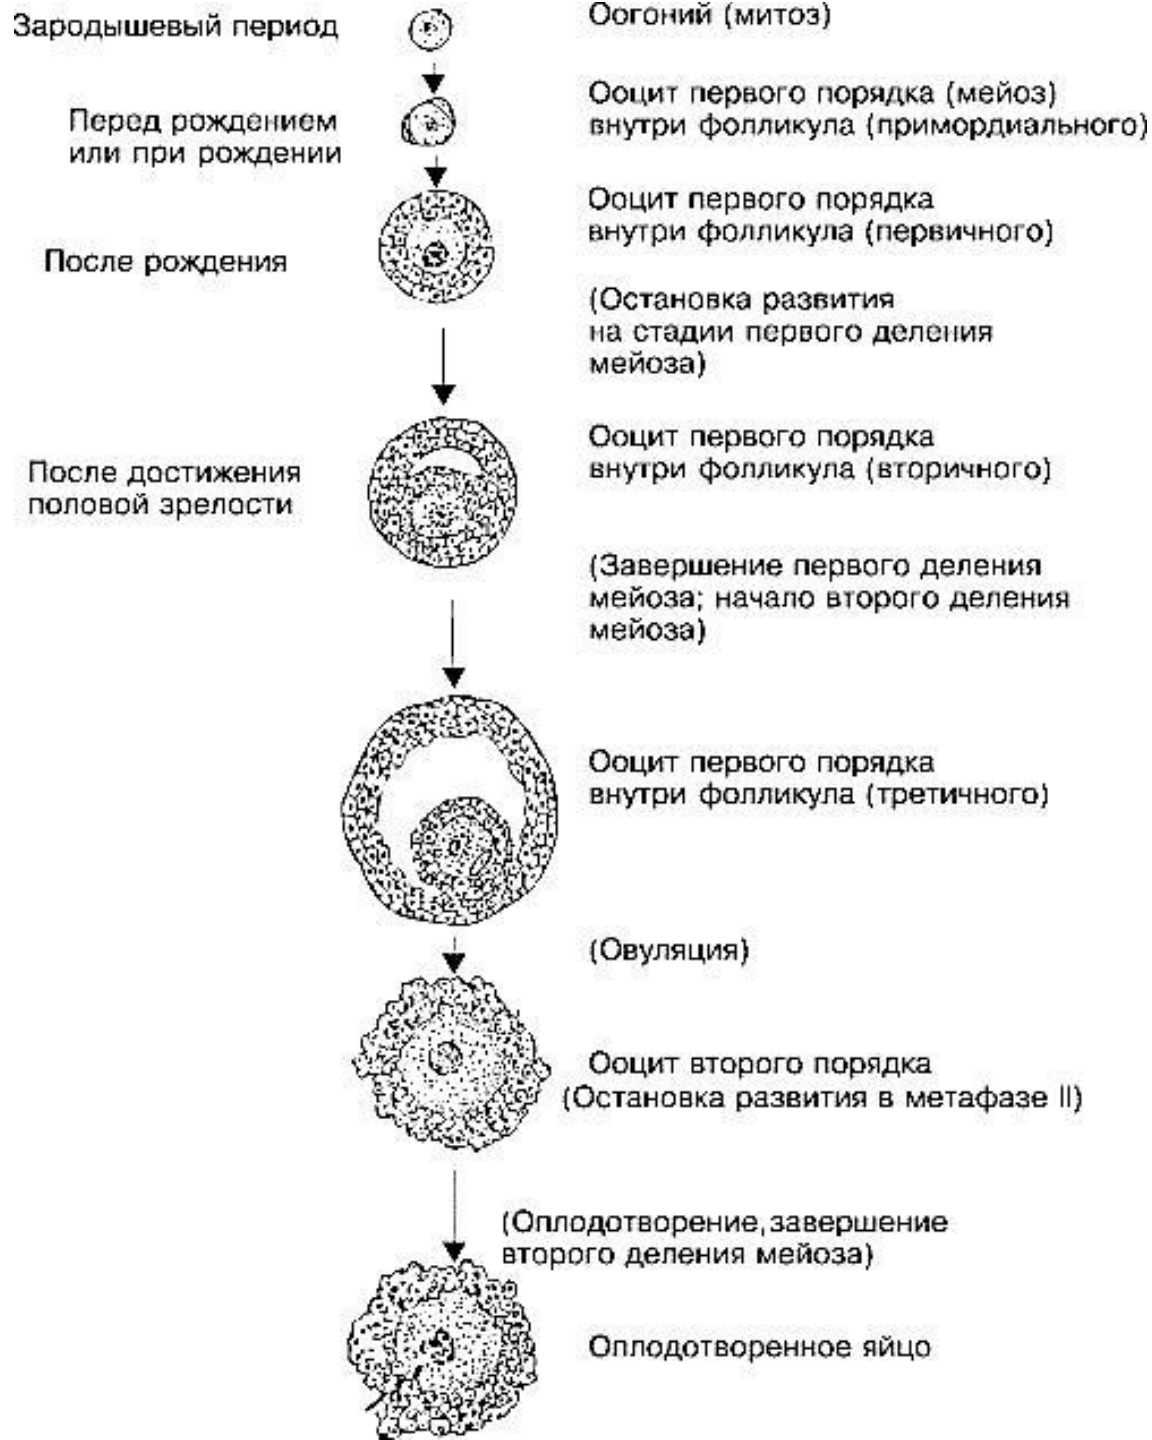 Зародышевый период
Оогоний (митоз)
Перед рождением
или при рождении
Ооцит первого порядка (мейоз)
внутри фолликула (примордиального)
После рождения
Ооцит первого порядка
внутри фолликула (первичного)
(Остановка развития
на стадии первого деления
мейоза)
После достижения
половой зрелости
Ооцит первого порядка
внутри фолликула (вторичного)
(Завершение первого деления
мейоза; начало второго деления
мейоза)
Ооцит первого порядка
внутри фолликула (третичного)
(Овуляция)
Ооцит второго порядка
(Остановка развития в метафазе II)
(Оплодотворение, завершение
второго деления мейоза)
Оплодотворенное яйцо